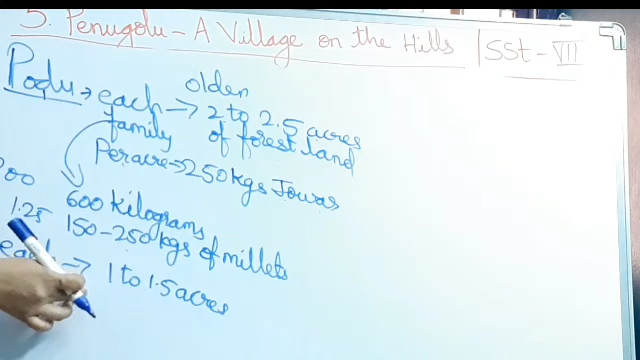 5. Penugolu - A Village on the Hills | SSt - VII
olden
Podu → each → 2 to 2.5 acres
family of forest land
Per acre → 250 kgs Jowar
600 Kilograms
1.25 150 - 250 kgs of millets
→ 1 to 1.5 acres